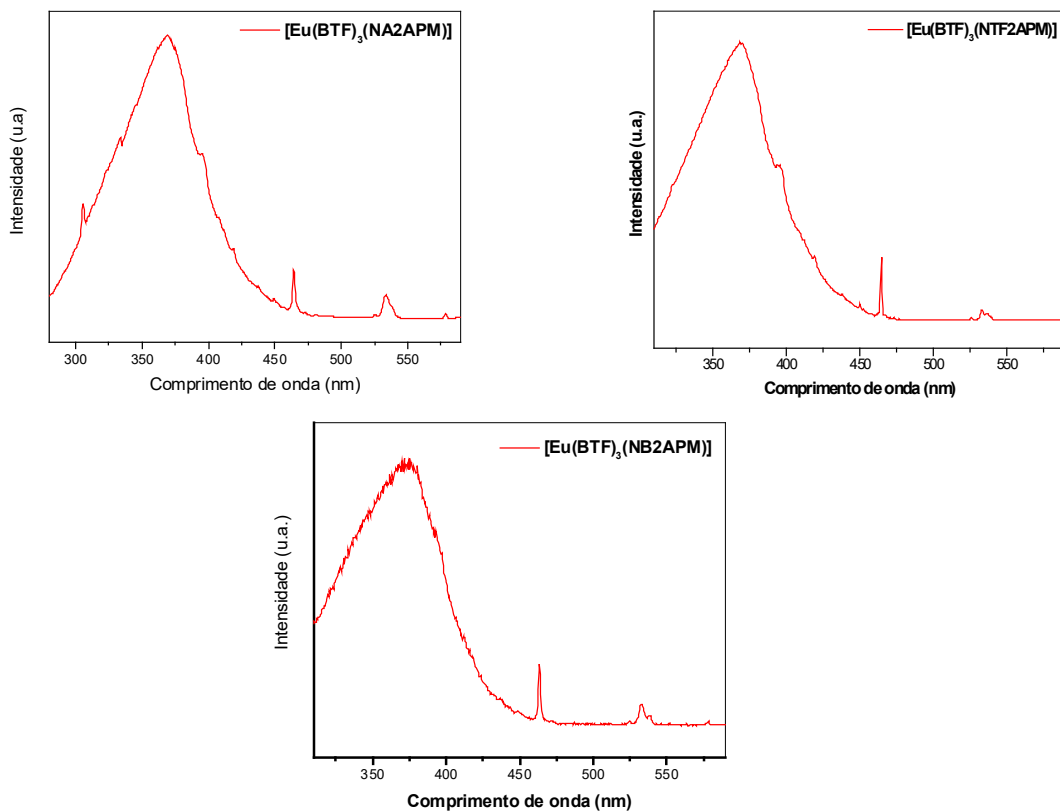 [Eu(BTF)3(NA2APM)]
Intensidade (u.a)
300 350 400 450 500 550
Comprimento de onda (nm)
[Eu(BTF)3(NTF2APM)]
Intensidade (u.a.)
350 400 450 500 550
Comprimento de onda (nm)
[Eu(BTF)3(NB2APM)]
Intensidade (u.a.)
350 400 450 500 550
Comprimento de onda (nm)